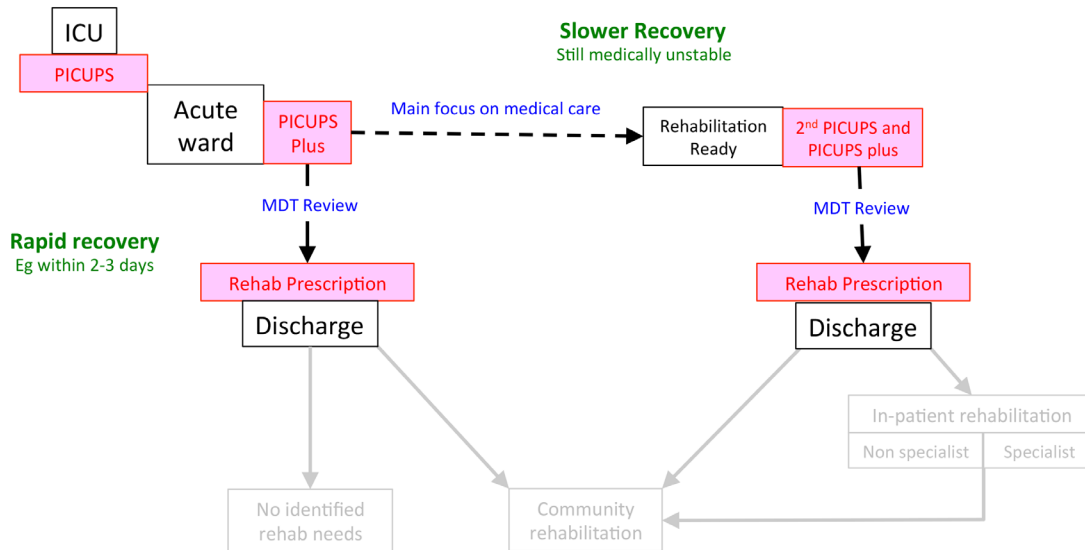 ICU
PICUPS
Acute
ward
PICUPS
Plus
Main focus on medical care
Slower Recovery
Still medically unstable
Rehabilitation
Ready
2nd PICUPS and
PICUPS plus
MDT Review
MDT Review
Rapid recovery
Eg within 2-3 days
Rehab Prescription
Discharge
Rehab Prescription
Discharge
In-patient rehabilitation
Non specialist
Specialist
No identified
rehab needs
Community
rehabilitation